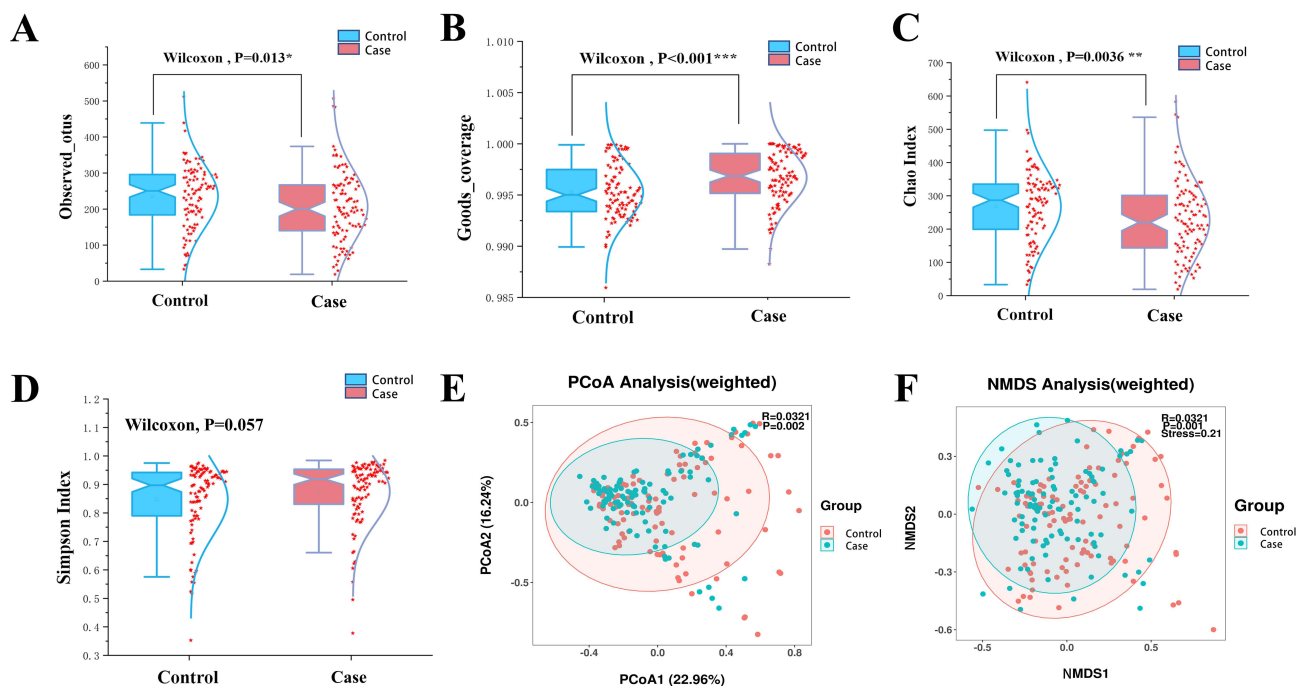 A
Control
Case
Wilcoxon , P=0.013*
Observed_otus
600
500
400
300
200
100
0
Control
Case
B
Control
Case
Wilcoxon , P<0.001***
Goods_coverage
1.010
1.005
1.000
0.995
0.990
0.985
Control
Case
C
Control
Case
Wilcoxon , P=0.0036 **
Chao Index
700
600
500
400
300
200
100
0
Control
Case
D
Control
Case
Wilcoxon, P=0.057
Simpson Index
1.2
1.1
1.0
0.9
0.8
0.7
0.6
0.5
0.4
0.3
Control
Case
E
PCoA Analysis(weighted)
R=0.0321
P=0.002
PCoA2 (16.24%)
0.5
0.0
-0.5
-0.4
0.0
0.4
0.8
PCoA1 (22.96%)
Group
Control
Case
F
NMDS Analysis(weighted)
R=0.0321
P=0.001
Stress=0.21
NMDS2
0.3
0.0
-0.3
-0.6
-0.5
0.0
0.5
NMDS1
Group
Control
Case